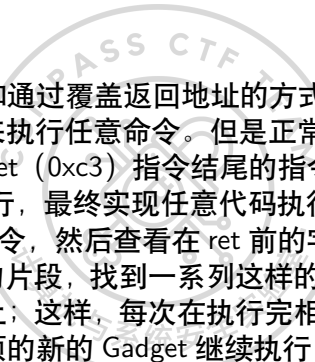 通过覆盖返回地址的方式
来执行任意命令。但是正常
et（0xc3）指令结尾的指令
行，最终实现任意代码执行
令，然后查看在 ret 前的字
的片段，找到一系列这样的
；这样，每次在执行完相
的新的 Gadget 继续执行
PASS CTF